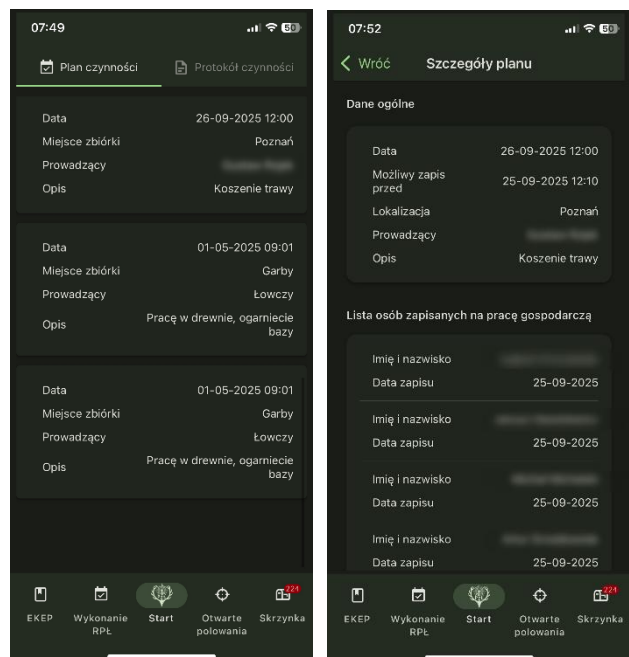 07:49
50
Plan czynności
Protokół czynności
Data 26-09-2025 12:00
Miejsce zbiórki Poznań
Prowadzący
Opis Koszenie trawy
Data 01-05-2025 09:01
Miejsce zbiórki Garby
Prowadzący Łowczy
Opis Pracę w drewnie, ogarniecie
bazy
Data 01-05-2025 09:01
Miejsce zbiórki Garby
Prowadzący Łowczy
Opis Pracę w drewnie, ogarniecie
bazy
224
EKEP Wykonanie Start Otwarte Skrzynka
RPŁ polowania
07:52
50
Wróć Szczegóły planu
Dane ogólne
Data 26-09-2025 12:00
Możliwy zapis
przed 25-09-2025 12:10
Lokalizacja Poznań
Prowadzący
Opis Koszenie trawy
Lista osób zapisanych na pracę gospodarczą
Imię i nazwisko
Data zapisu 25-09-2025
Imię i nazwisko
Data zapisu 25-09-2025
Imię i nazwisko
Data zapisu 25-09-2025
Imię i nazwisko
Data zapisu 25-09-2025
224
EKEP Wykonanie Start Otwarte Skrzynka
RPŁ polowania